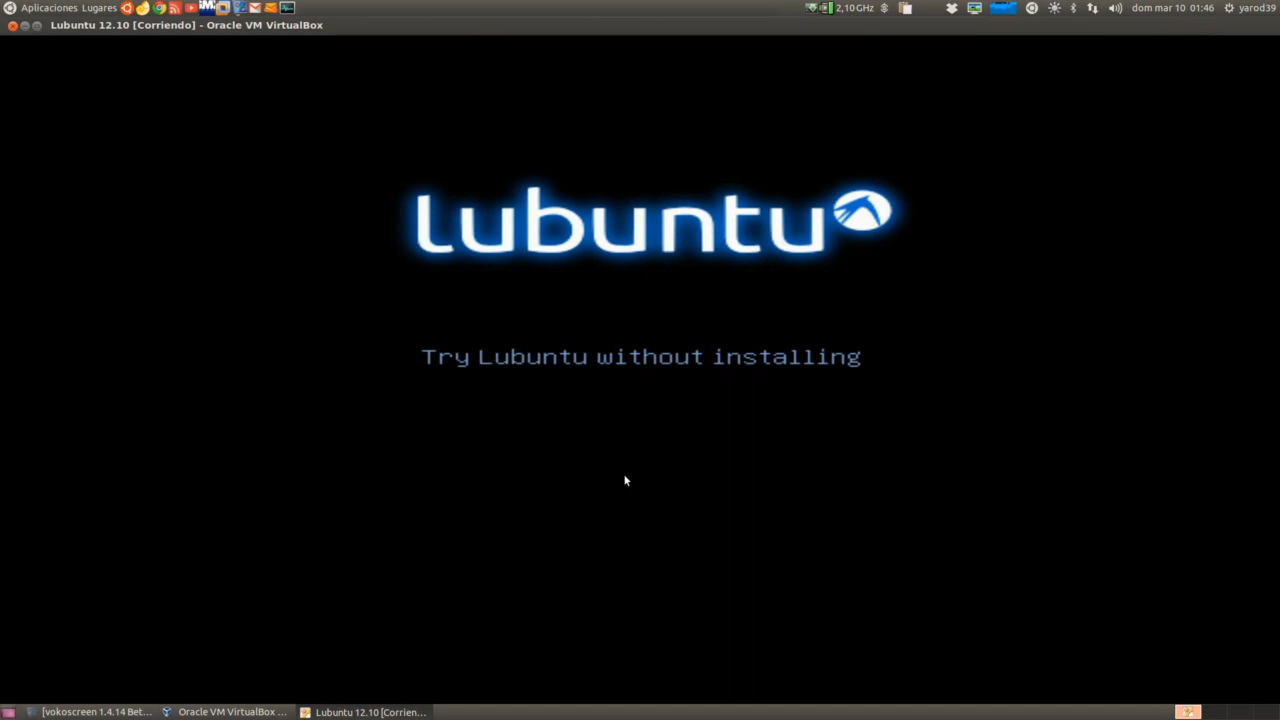 Aplicaciones Lugares
2,10GHz
dom mar 10 01:46
yarod39
Lubuntu 12.10 [Corriendo] - Oracle VM VirtualBox
lubuntu
Try Lubuntu without installing
[vokoscreen 1.4.14 Bet...
Oracle VM VirtualBox ...
Lubuntu 12.10 [Corrien...